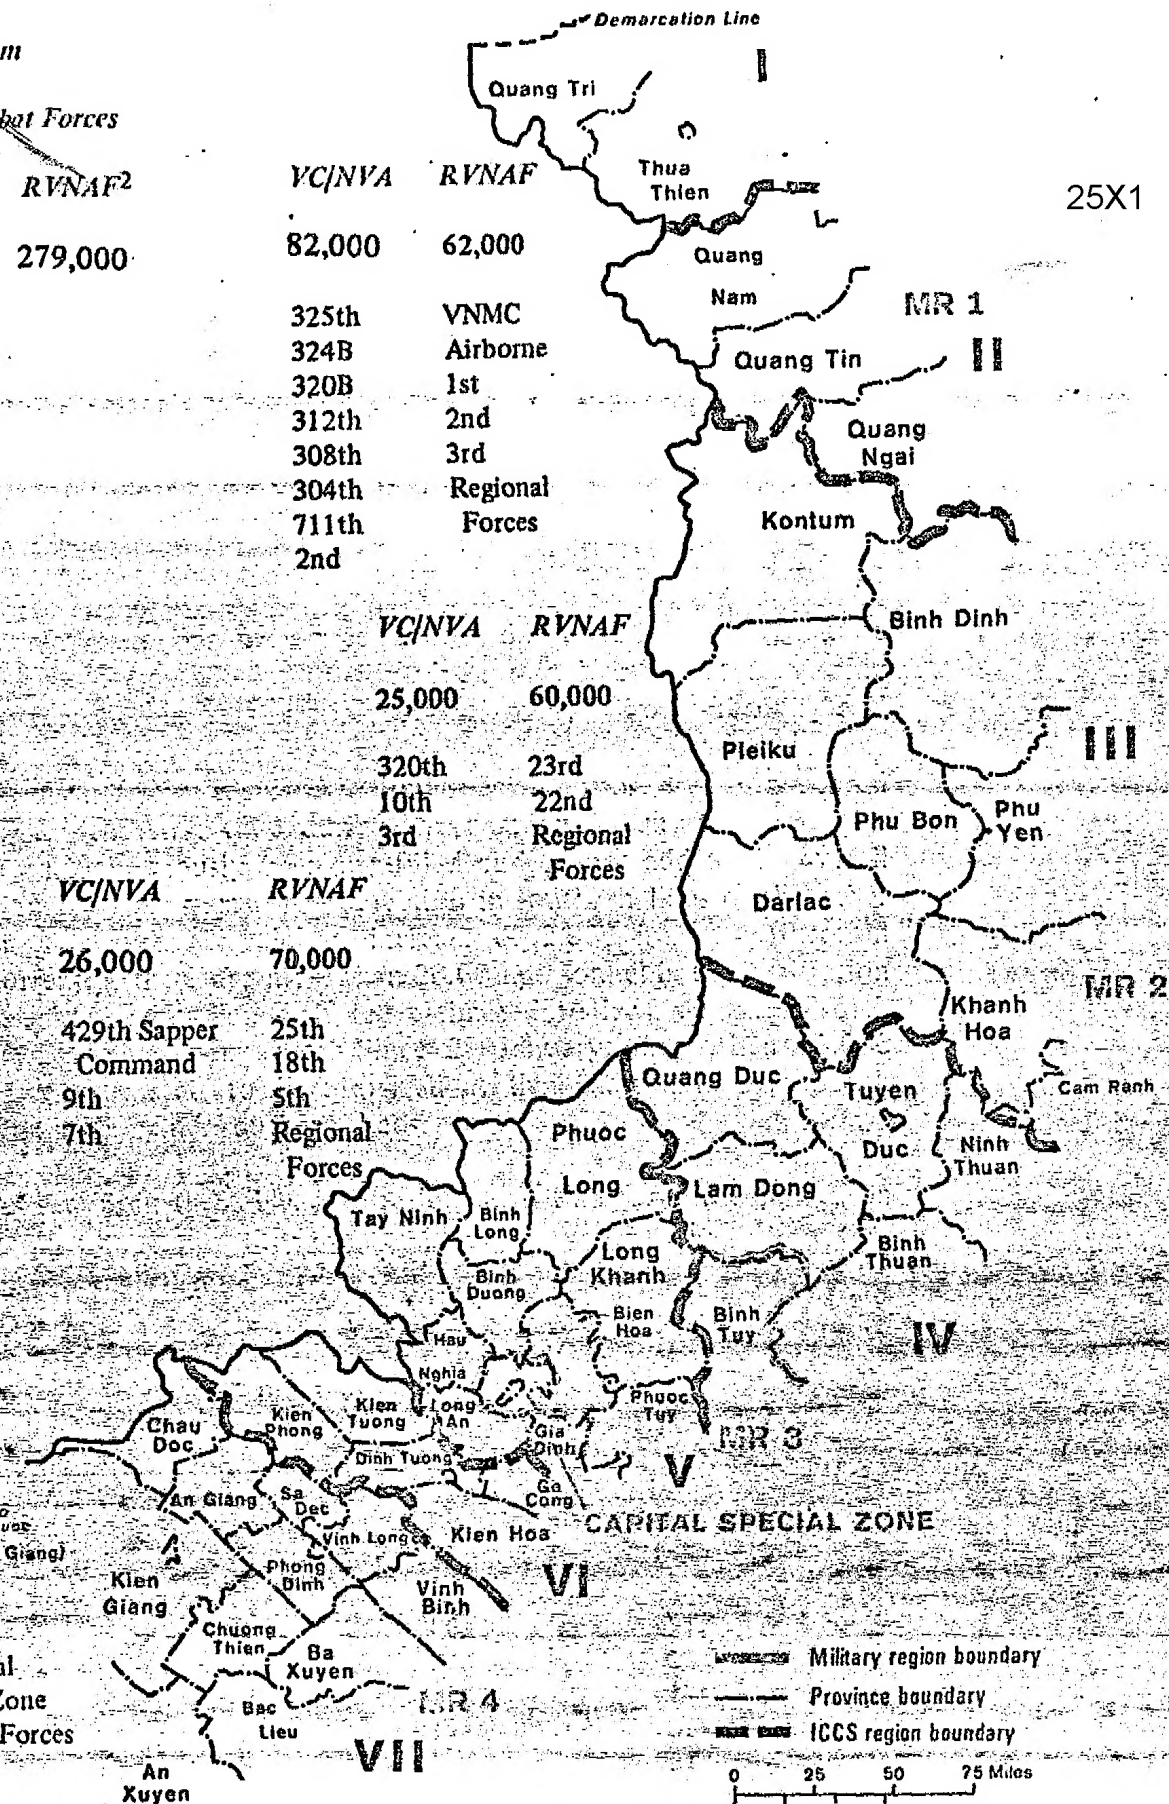 Demarcation Line
m
I
Quang Tri
bat Forces
RVNAF²
VC/NVA RVNAF
Thua
Thien
25X1
279,000
82,000 62,000
Quang
Nam
MR 1
325th VNMC
324B Airborne
320B 1st
312th 2nd
308th 3rd
304th Regional
711th Forces
2nd
Quang Tin
II
Quang
Ngai
Kontum
VC/NVA RVNAF
Binh Dinh
25,000 60,000
Pleiku
III
320th 23rd
10th 22nd
3rd Regional
Forces
Phu Bon
Phu
Yen
VC/NVA RVNAF
Darlac
26,000 70,000
MR 2
Khanh
Hoa
429th Sapper 25th
Command 18th
9th 5th
7th Regional
Forces
Quang Duc
Tuyen
Duc
Cam Ranh
Phuoc
Long
Ninh
Thuan
Lam Dong
Tay Ninh
Binh
Long
Long
Khanh
Binh
Thuan
Binh
Duong
Bien
Hoa
Binh
Tuy
IV
Hau
Nghia
Phuoc
Tuy
Chau
Doc
Kien
Phong
Kien
Tuong
Long
An
Gia
Dinh
MR 3
V
Dinh Tuong
An Giang
Sa
Dec
Go
Cong
CAPITAL SPECIAL ZONE
Giang)
Vinh Long
Kien Hoa
Phong
Dinh
Kien
Giang
Vinh
Binh
VI
Chuong
Thien
Ba
Xuyen
al
Zone
Forces
Bac
Lieu
MR 4
VII
An
Xuyen
Military region boundary
Province boundary
ICCS region boundary
0 25 50 75 Miles